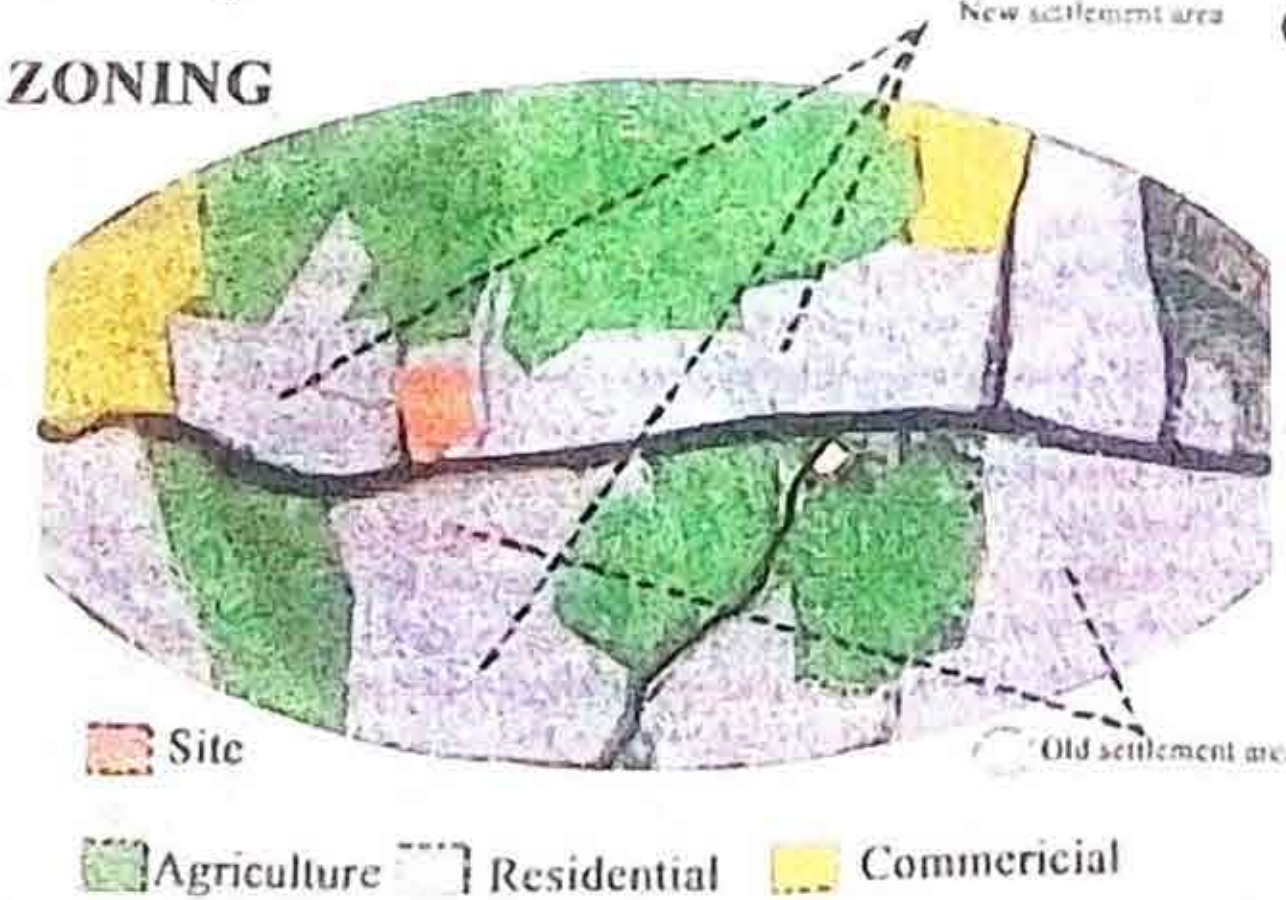 New settlement area
ZONING
Site
Old settlement are
Agriculture
Residential
Commericial